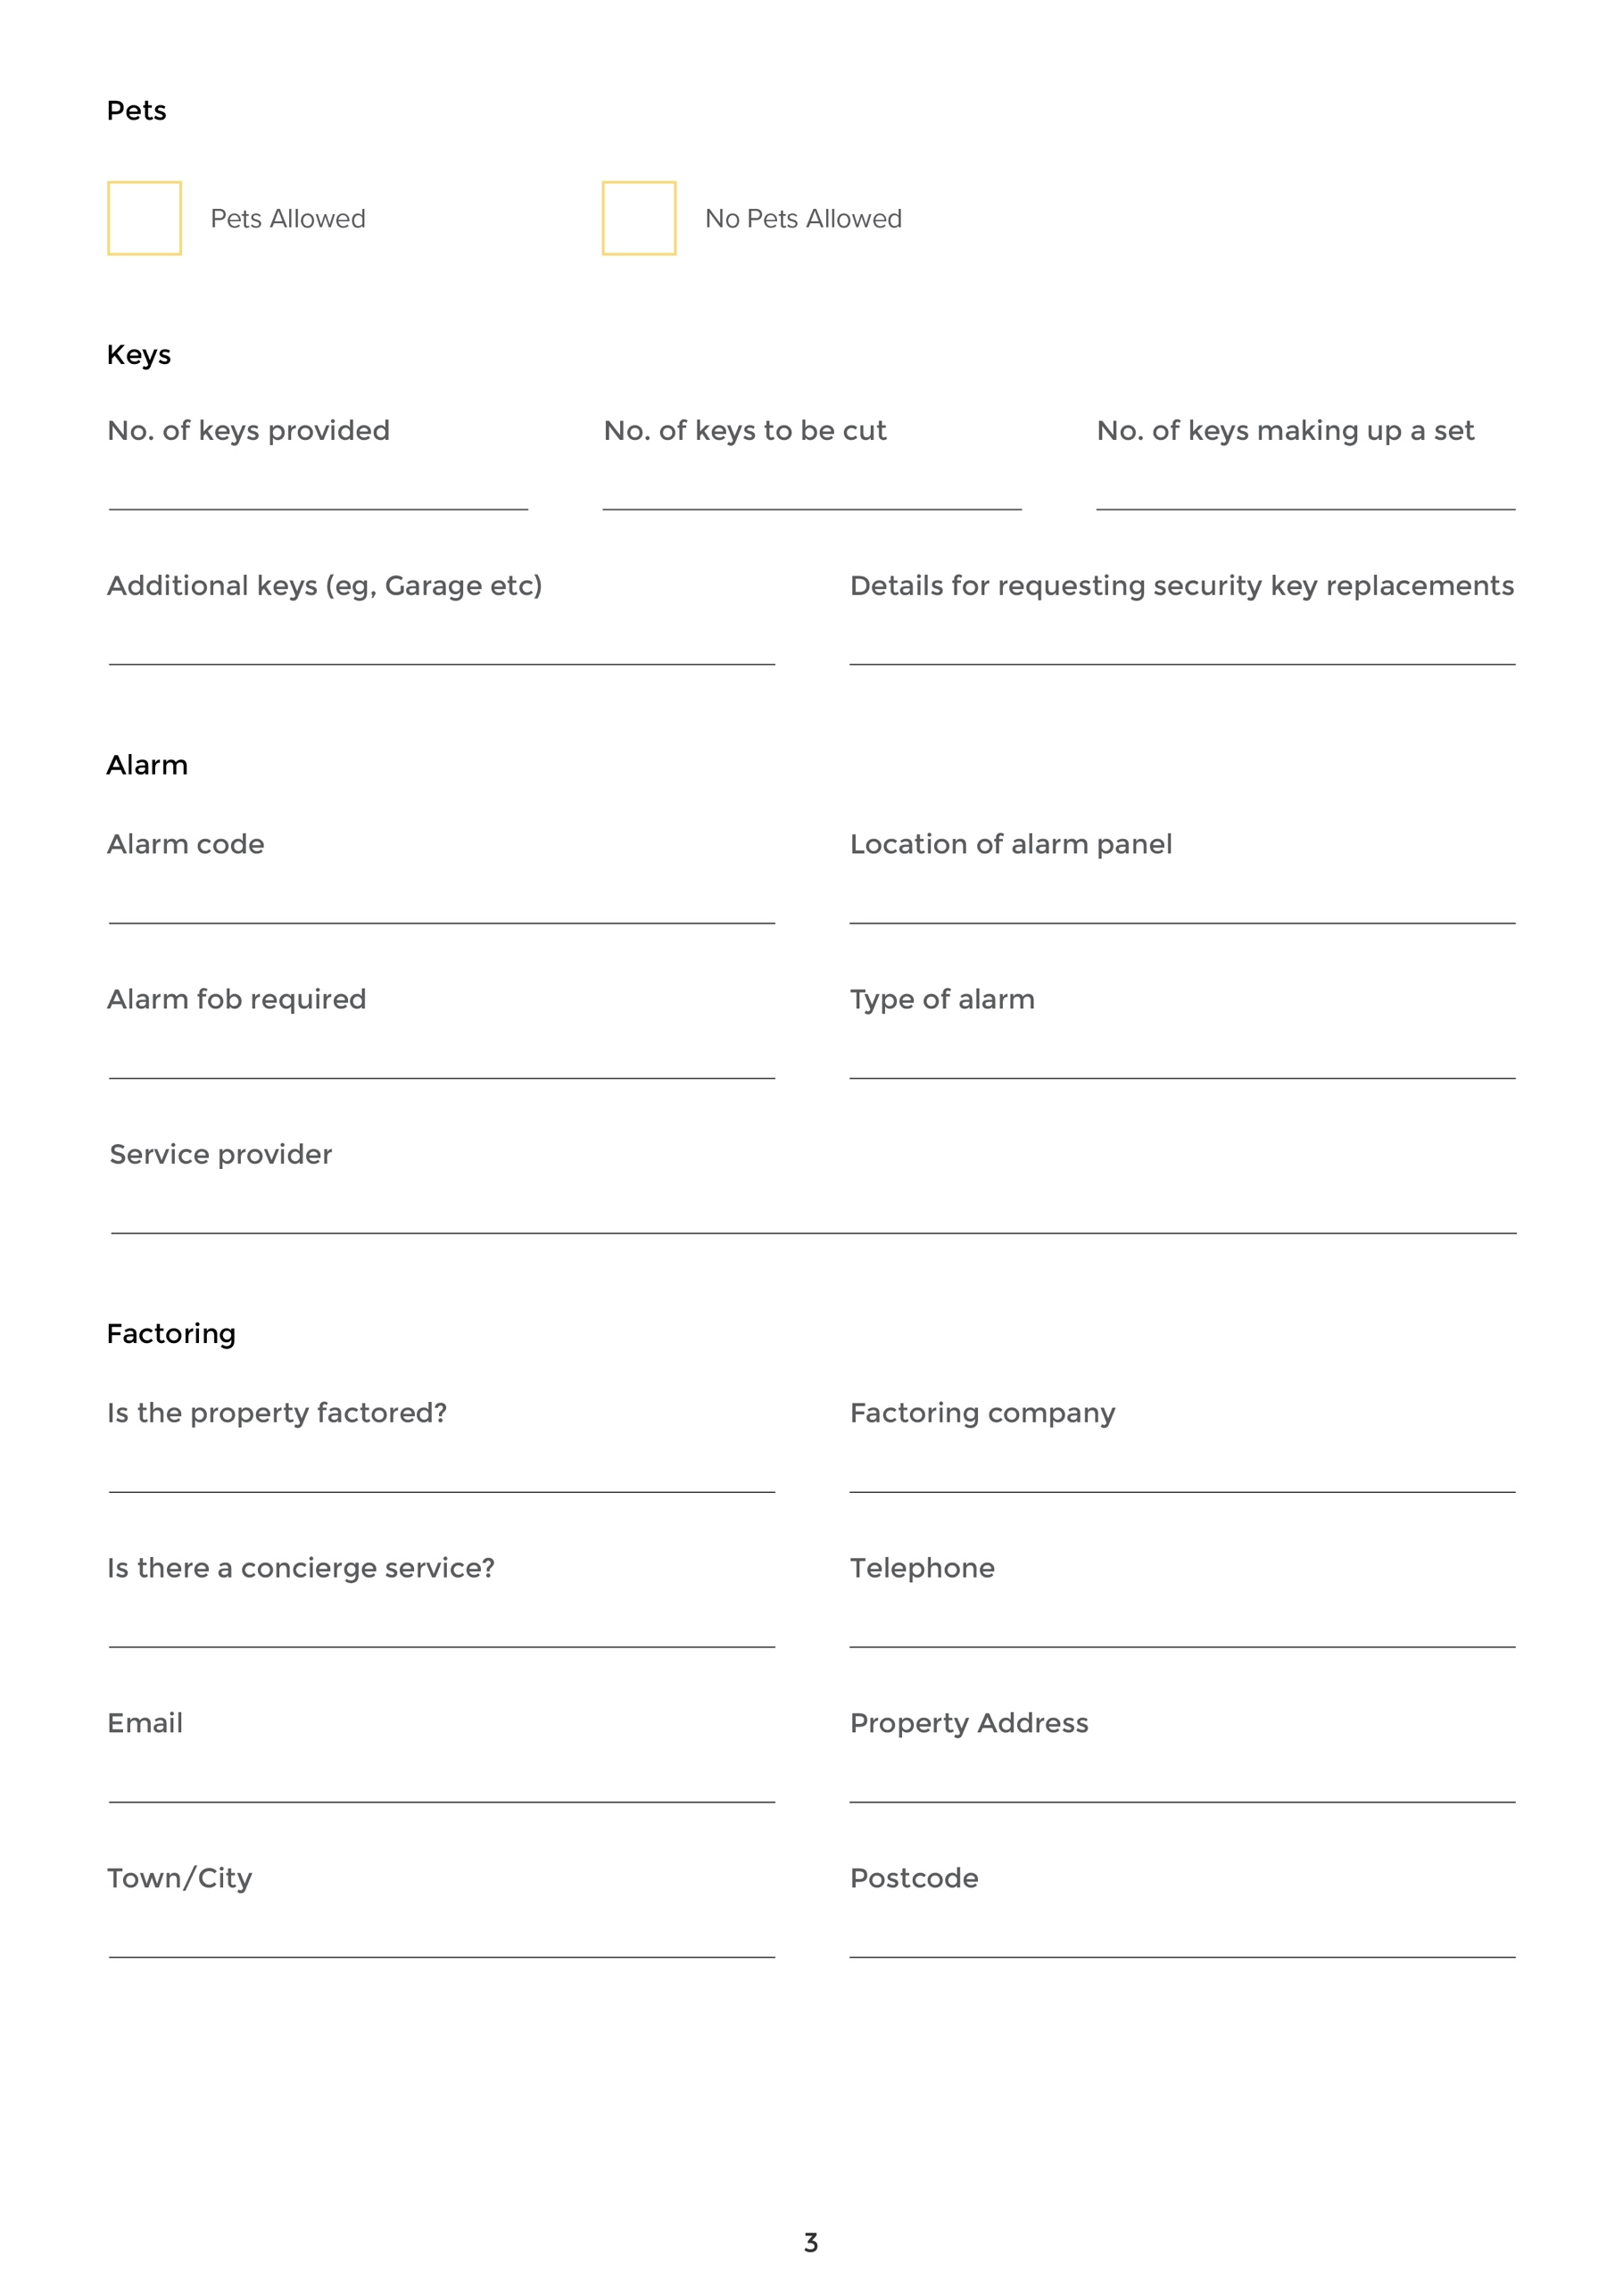 Pets
Pets Allowed
No Pets Allowed
Keys
No. of keys provided
No. of keys to be cut
No. of keys making up a set
Additional keys (eg, Garage etc)
Details for requesting security key replacements
Alarm
Alarm code
Location of alarm panel
Alarm fob required
Type of alarm
Service provider
Factoring
Is the property factored?
Factoring company
Is there a concierge service?
Telephone
Email
Property Address
Town/City
Postcode
3